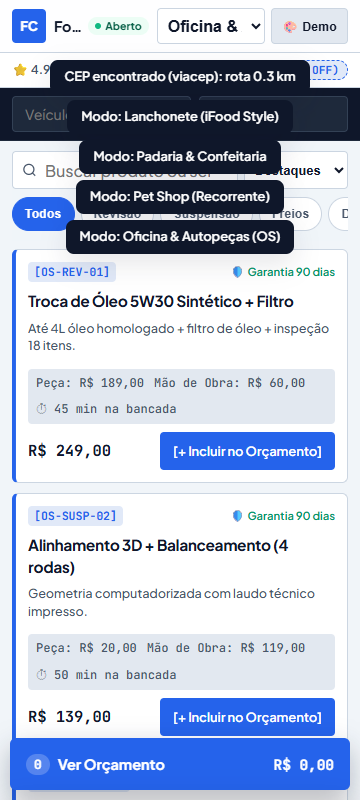 FC
Fo...
Aberto
Oficina &
Demo
4.9
OFF)
CEP encontrado (viacep): rota 0.3 km
Modo: Lanchonete (iFood Style)
Modo: Padaria & Confeitaria
Destaques
Modo: Pet Shop (Recorrente)
Todos
Freios
D
Modo: Oficina & Autopeças (OS)
[OS-REV-01]
Garantia 90 dias
Troca de Óleo 5W30 Sintético + Filtro
Até 4L óleo homologado + filtro de óleo + inspeção
18 itens.
Peça: R$ 189,00 Mão de Obra: R$ 60,00
45 min na bancada
R$ 249,00
[+ Incluir no Orçamento]
[OS-SUSP-02]
Garantia 90 dias
Alinhamento 3D + Balanceamento (4
rodas)
Geometria computadorizada com laudo técnico
impresso.
Peça: R$ 20,00 Mão de Obra: R$ 119,00
50 min na bancada
R$ 139,00
[+ Incluir no Orçamento]
0
Ver Orçamento
R$ 0,00